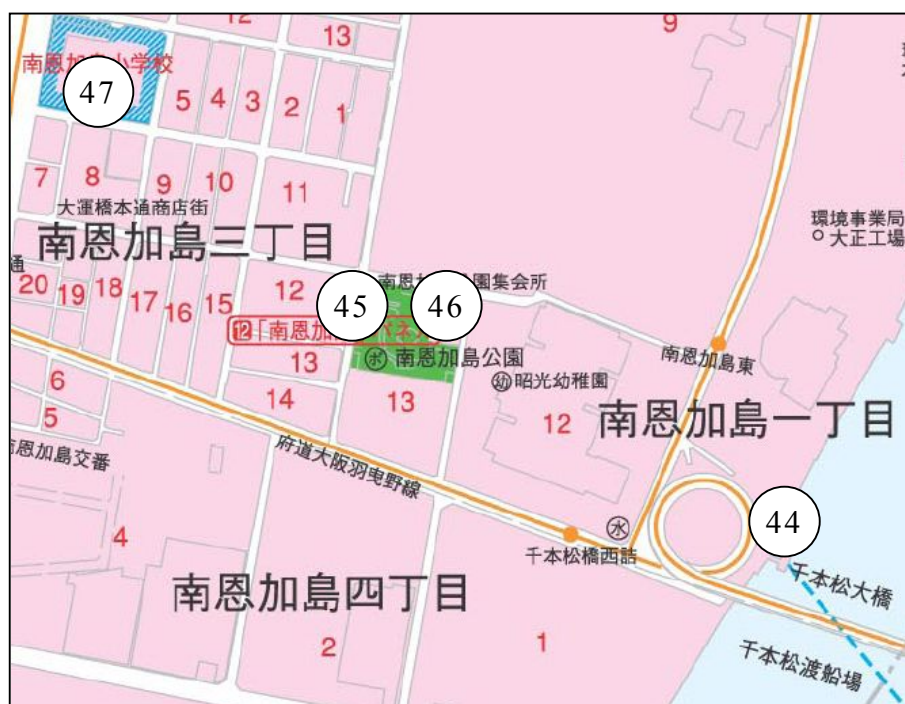 12
13
9
南恩加島小学校
47
5
4
3
2
1
7
8
9
10
11
大運橋本通商店街
環境事業局
大正工場
南恩加島三丁目
通
20
19
18
17
16
15
12
南恩加
園集会所
45
46
⑫「南恩加
13
ポ 南恩加島公園
南恩加島東
6
14
13
幼 昭光幼稚園
12
南恩加島一丁目
5
恩加島交番
府道大阪羽曳野線
4
水
44
千本松橋西詰
千本松大橋
南恩加島四丁目
2
1
千本松渡船場